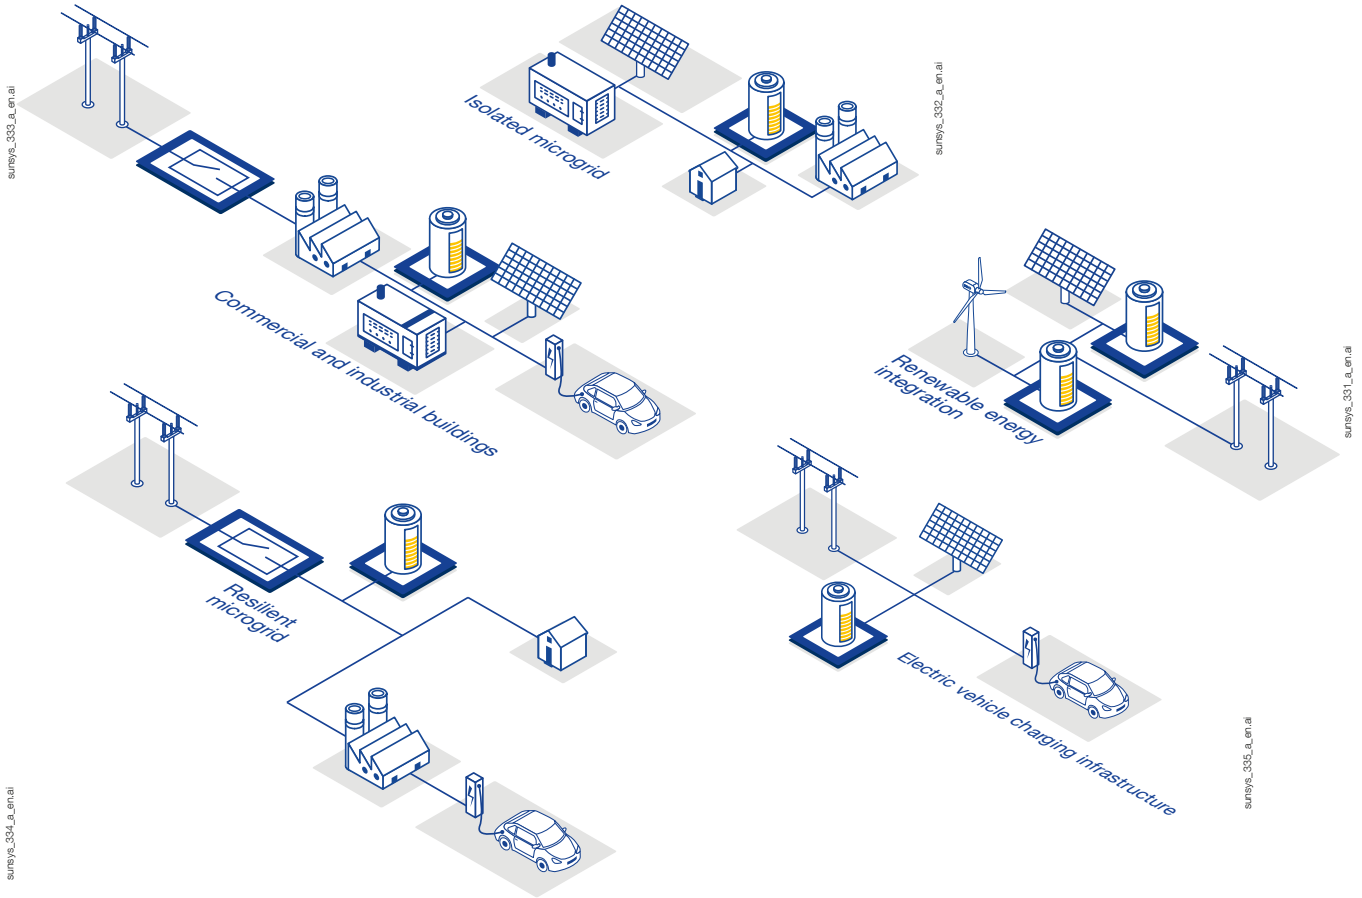 sunsys_333_a_en.ai
Isolated microgrid
sunsys_332_a_en.ai
Commercial and industrial buildings
Renewable energy
integration
sunsys_331_a_en.ai
Resilient
microgrid
Electric vehicle charging infrastructure
sunsys_335_a_en.ai
sunsys_334_a_en.ai